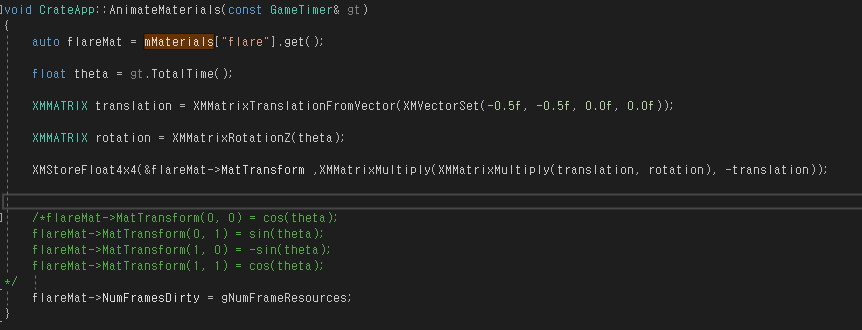 void CrateApp::AnimateMaterials(const GameTimer& gt)
{
auto flareMat = mMaterials["flare"].get();
float theta = gt.TotalTime();
XMMATRIX translation = XMMatrixTranslationFromVector(XMVectorSet(-0.5f, -0.5f, 0.0f, 0.0f));
XMMATRIX rotation = XMMatrixRotationZ(theta);
XMStoreFloat4x4(&flareMat->MatTransform ,XMMatrixMultiply(XMMatrixMultiply(translation, rotation), -translation));
/*flareMat->MatTransform(0, 0) = cos(theta);
flareMat->MatTransform(0, 1) = sin(theta);
flareMat->MatTransform(1, 0) = -sin(theta);
flareMat->MatTransform(1, 1) = cos(theta);
*/
flareMat->NumFramesDirty = gNumFrameResources;
}